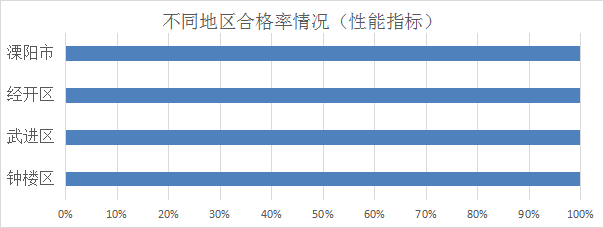 不同地区合格率情况（性能指标）
溧阳市
经开区
武进区
钟楼区
0% 10% 20% 30% 40% 50% 60% 70% 80% 90% 100%